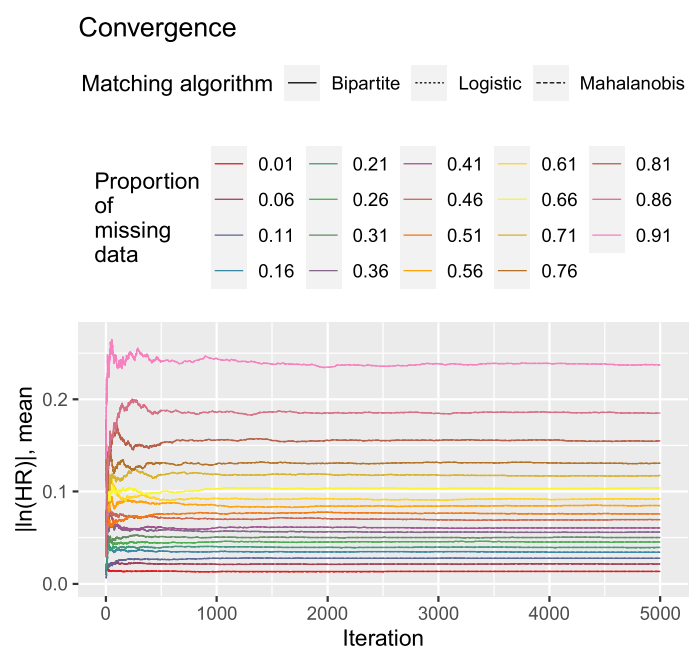 Convergence
Matching algorithm Bipartite Logistic Mahalanobis
Proportion
of
missing
data
0.01 0.21 0.41 0.61 0.81
0.06 0.26 0.46 0.66 0.86
0.11 0.31 0.51 0.71 0.91
0.16 0.36 0.56 0.76
|ln(HR)|, mean
0.2
0.1
0.0
0 1000 2000 3000 4000 5000
Iteration